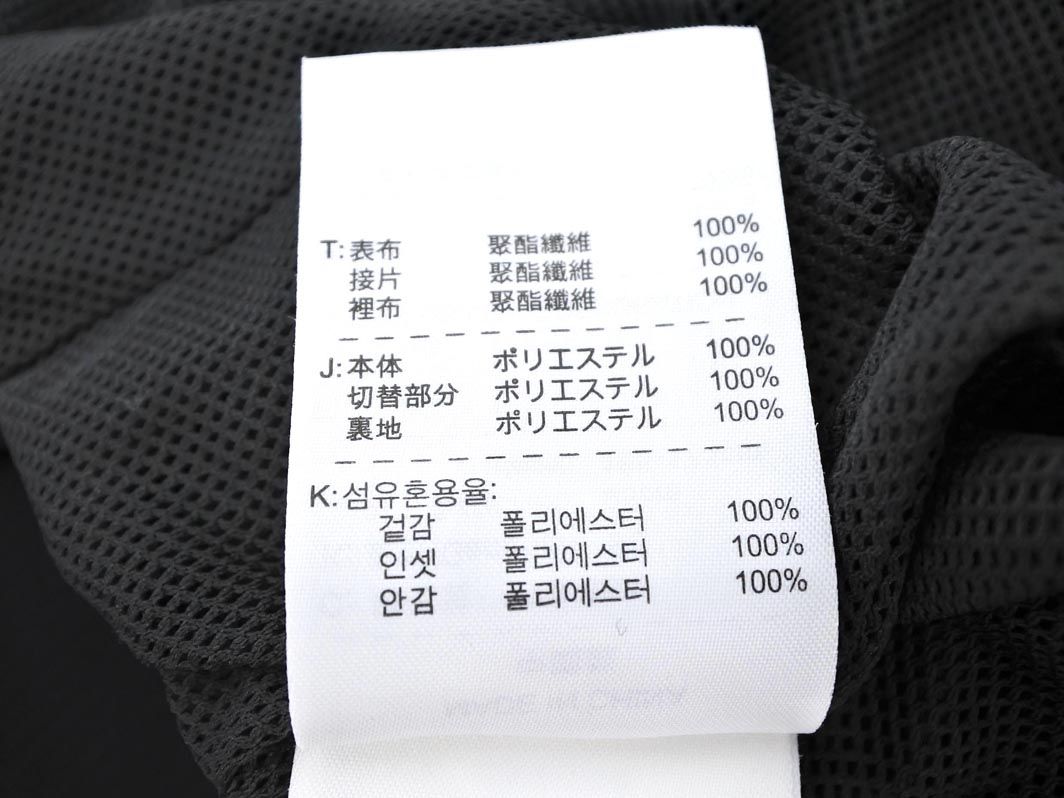 T: 表布 聚酯纖維 100%
接片 聚酯纖維 100%
裡布 聚酯纖維 100%
J: 本体 ポリエステル 100%
切替部分 ポリエステル 100%
裏地 ポリエステル 100%
K: 섬유혼용율:
겉감 폴리에스터 100%
인셋 폴리에스터 100%
안감 폴리에스터 100%
MADE IN CHINA